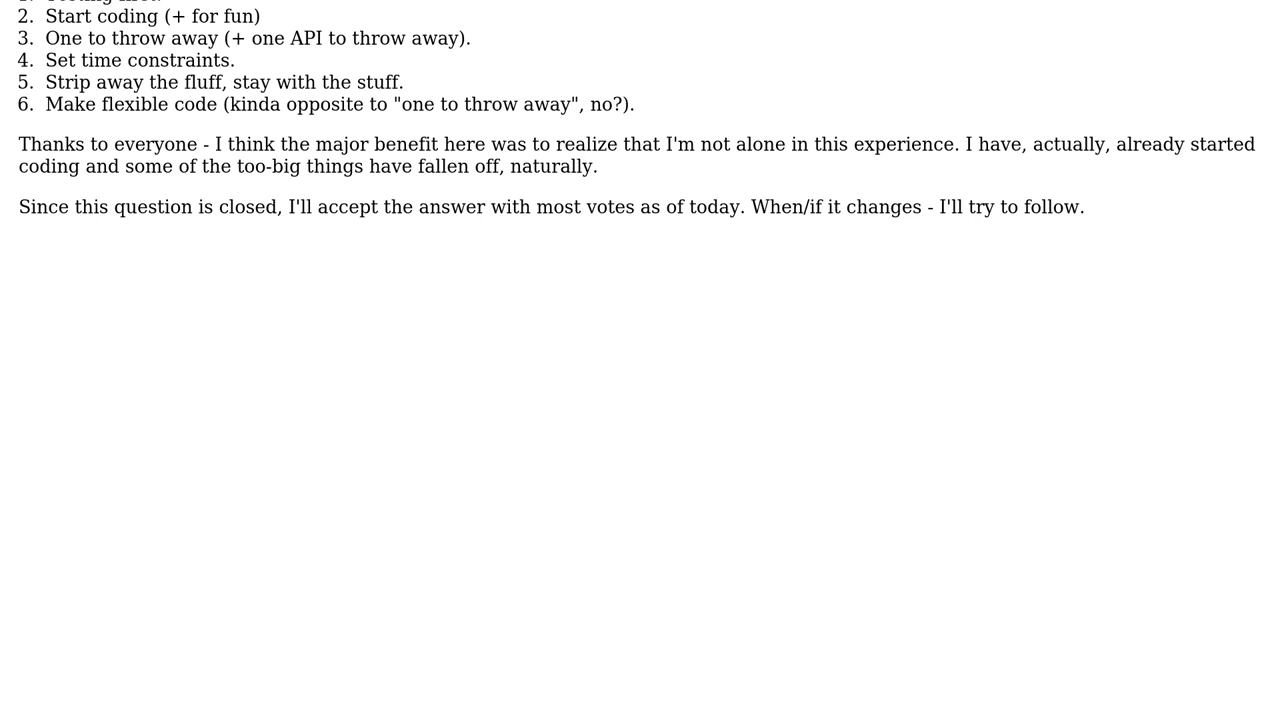 2. Start coding (+ for fun)
3. One to throw away (+ one API to throw away).
4. Set time constraints.
5. Strip away the fluff, stay with the stuff.
6. Make flexible code (kinda opposite to "one to throw away", no?).
Thanks to everyone - I think the major benefit here was to realize that I'm not alone in this experience. I have, actually, already started
coding and some of the too-big things have fallen off, naturally.
Since this question is closed, I'll accept the answer with most votes as of today. When/if it changes - I'll try to follow.